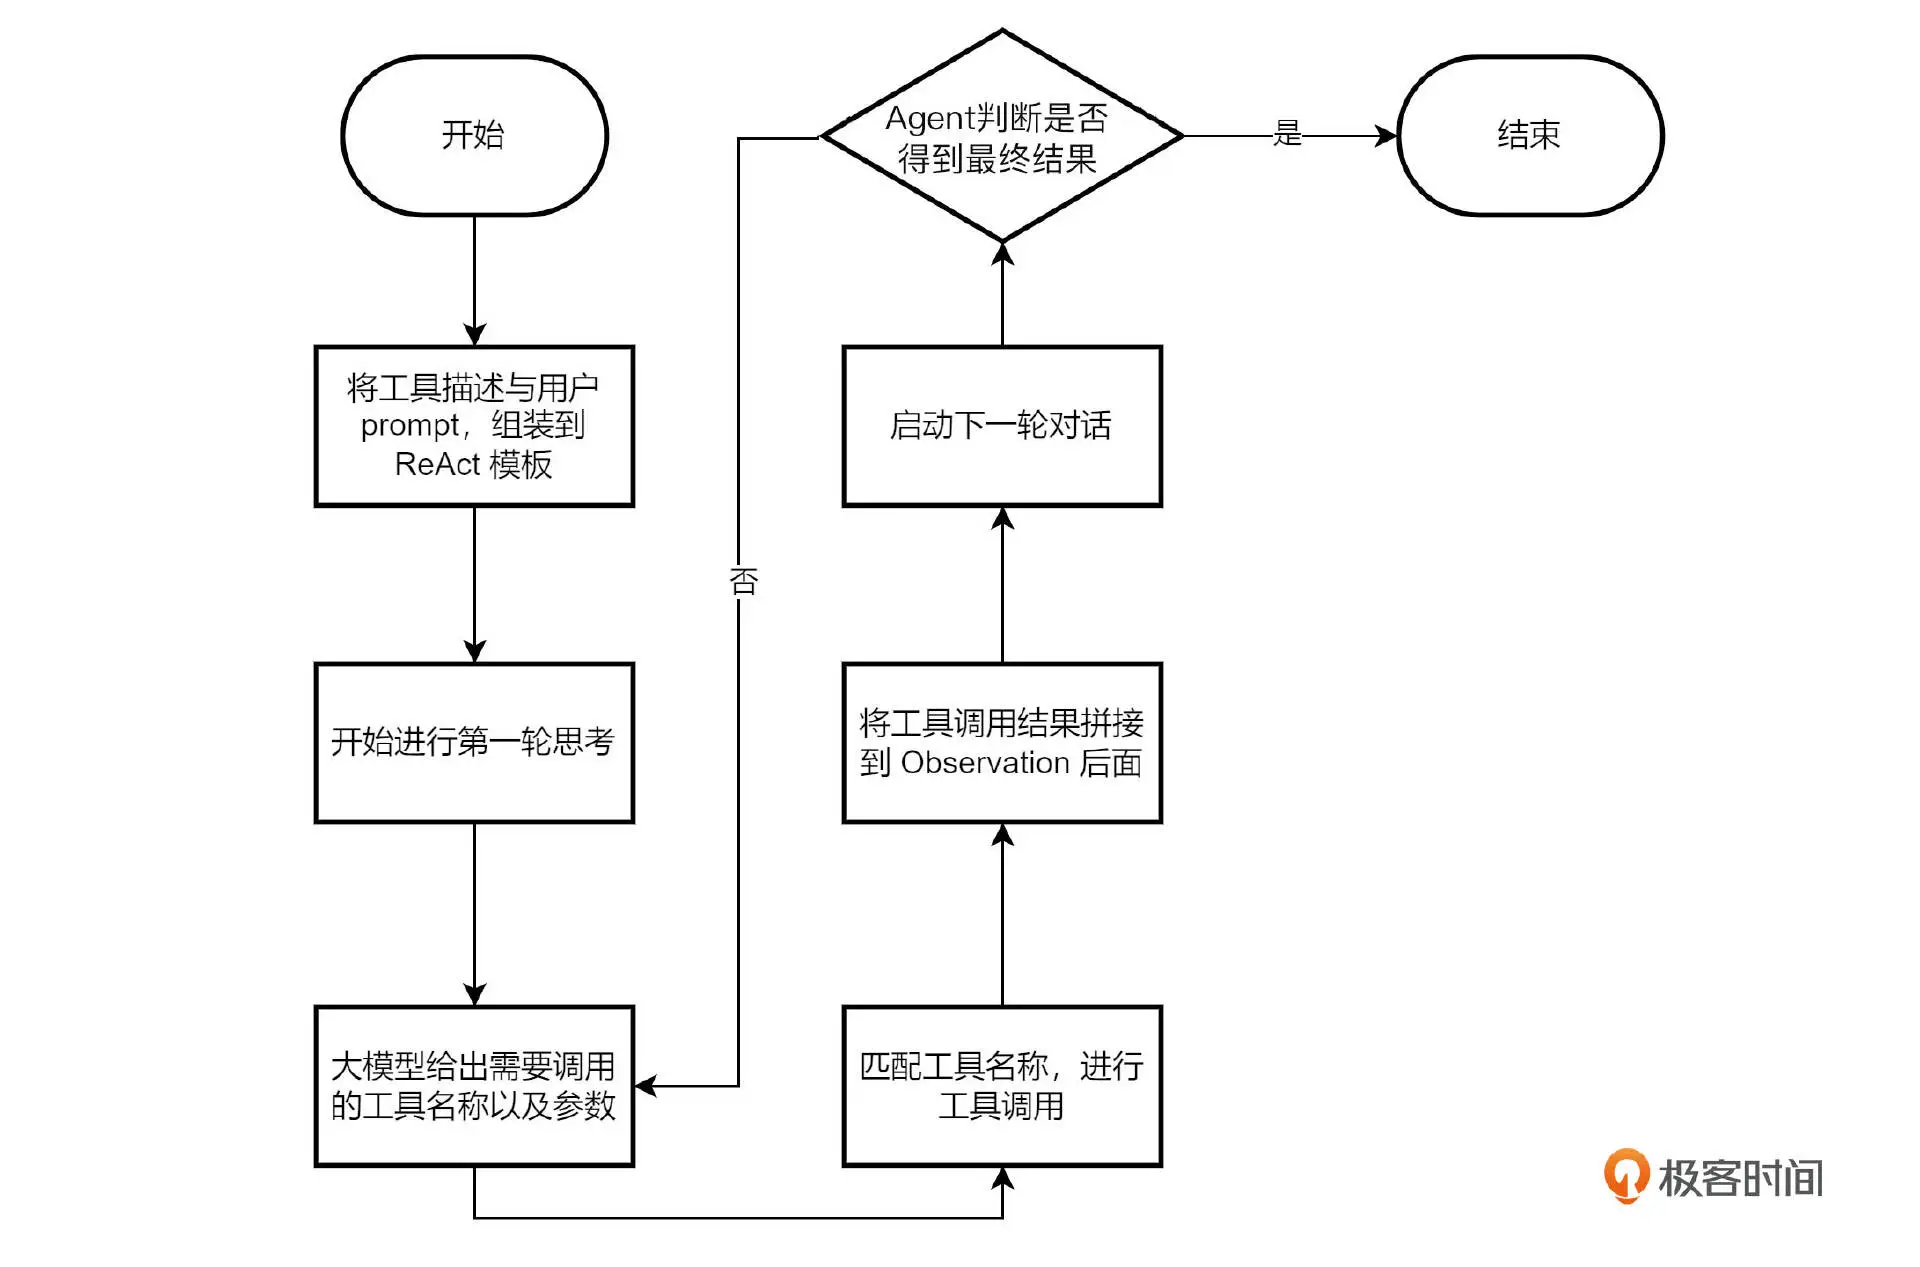 开始
将工具描述与用户
prompt，组装到
ReAct 模板
开始进行第一轮思考
大模型给出需要调用
的工具名称以及参数
匹配工具名称，进行
工具调用
将工具调用结果拼接
到 Observation 后面
启动下一轮对话
Agent判断是否
得到最终结果
否
是
结束
极客时间